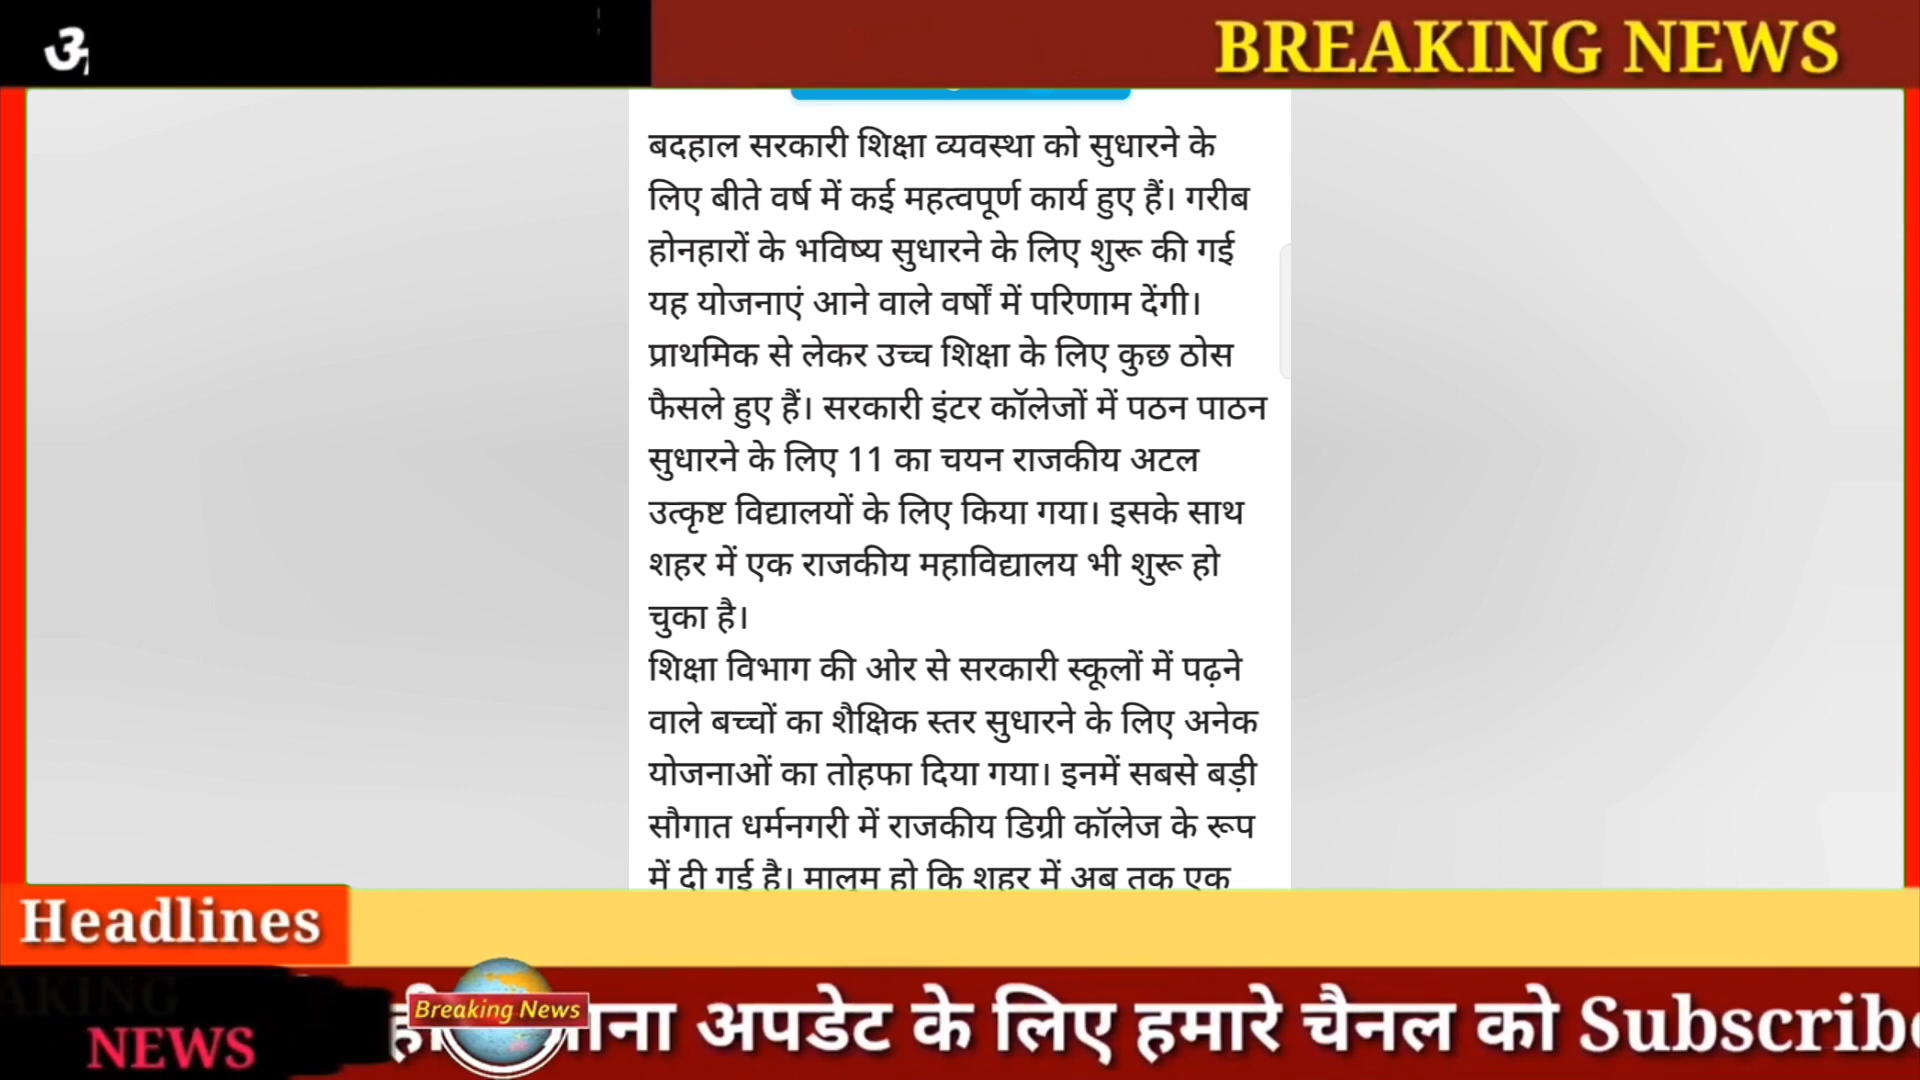 BREAKING NEWS
बदहाल सरकारी शिक्षा व्यवस्था को सुधारने के
लिए बीते वर्ष में कई महत्वपूर्ण कार्य हुए हैं। गरीब
होनहारों के भविष्य सुधारने के लिए शुरू की गई
यह योजनाएं आने वाले वर्षों में परिणाम देंगी।
प्राथमिक से लेकर उच्च शिक्षा के लिए कुछ ठोस
फैसले हुए हैं। सरकारी इंटर कॉलेजों में पठन पाठन
सुधारने के लिए 11 का चयन राजकीय अटल
उत्कृष्ट विद्यालयों के लिए किया गया। इसके साथ
शहर में एक राजकीय महाविद्यालय भी शुरू हो
चुका है।
शिक्षा विभाग की ओर से सरकारी स्कूलों में पढ़ने
वाले बच्चों का शैक्षिक स्तर सुधारने के लिए अनेक
योजनाओं का तोहफा दिया गया। इनमें सबसे बड़ी
सौगात धर्मनगरी में राजकीय डिग्री कॉलेज के रूप
में दी गई है। मालूम हो कि शहर में अब तक एक
Headlines
NEWS
Breaking News
अपडेट के लिए हमारे चैनल को Subscribe